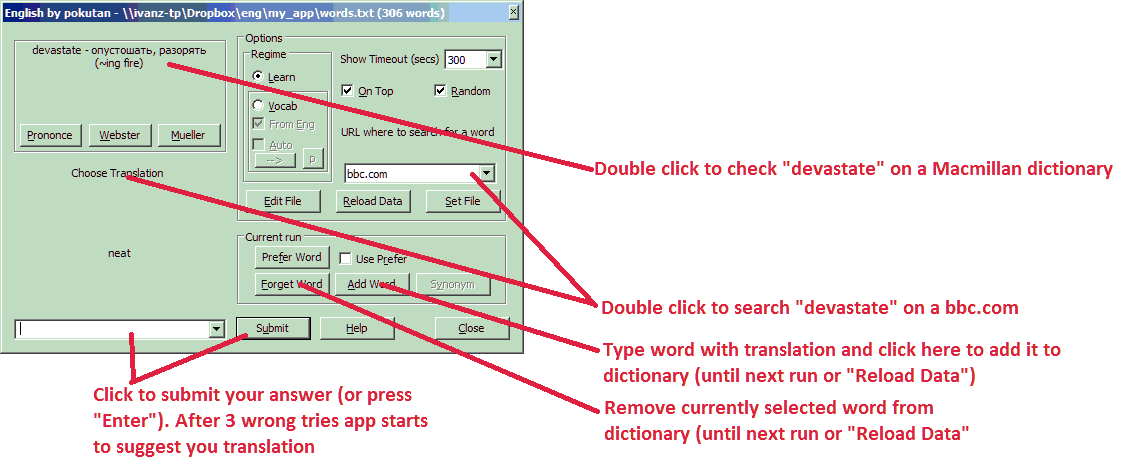 English by pokutan - \\ivanz-tp\Dropbox\eng\my_app\words.txt (306 words)
devastate - опустошать, разорять
(~ing fire)
Prononce
Webster
Mueller
Choose Translation
neat
Options
Regime
Learn
Vocab
From Eng
Auto
-->
p
Show Timeout (secs)
300
On Top
Random
URL where to search for a word
bbc.com
Edit File
Reload Data
Set File
Current run
Prefer Word
Use Prefer
Forget Word
Add Word
Synonym
Submit
Help
Close
Double click to check "devastate" on a Macmillan dictionary
Double click to search "devastate" on a bbc.com
Type word with translation and click here to add it to
dictionary (until next run or "Reload Data")
Remove currently selected word from
dictionary (until next run or "Reload Data"
Click to submit your answer (or press
"Enter"). After 3 wrong tries app starts
to suggest you translation